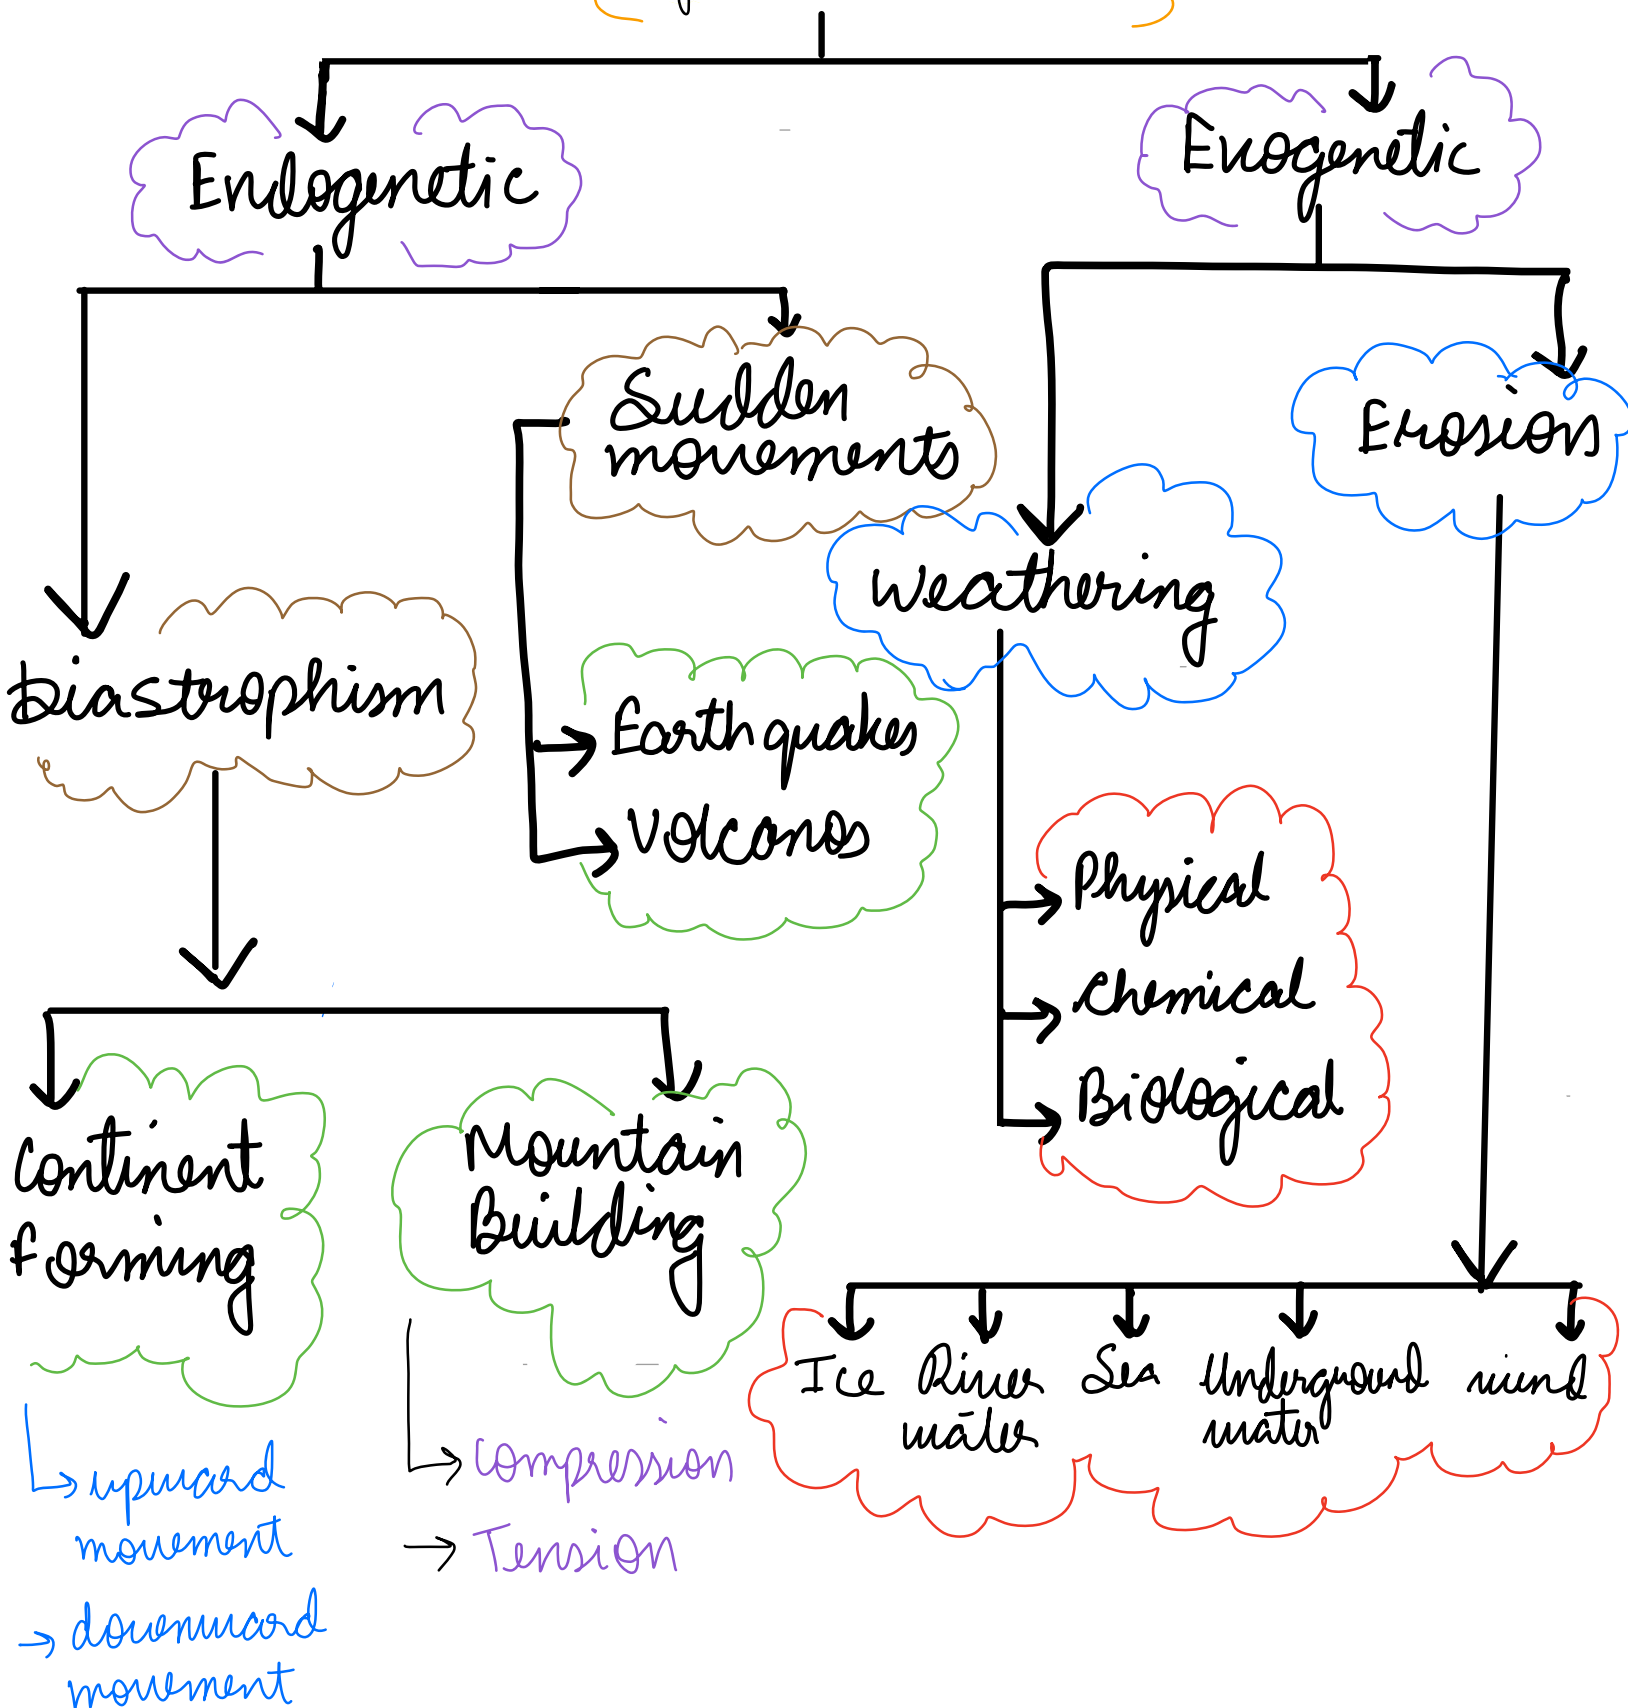 Endogenetic
Exogenetic
Sudden
movements
Erosion
Weathering
Diastrophism
Earthquakes
Volcanos
Physical
Chemical
Biological
Continent
forming
Mountain
Building
Ice
River
water
Sea
Underground
water
wind
upward
movement
downward
movement
Compression
Tension